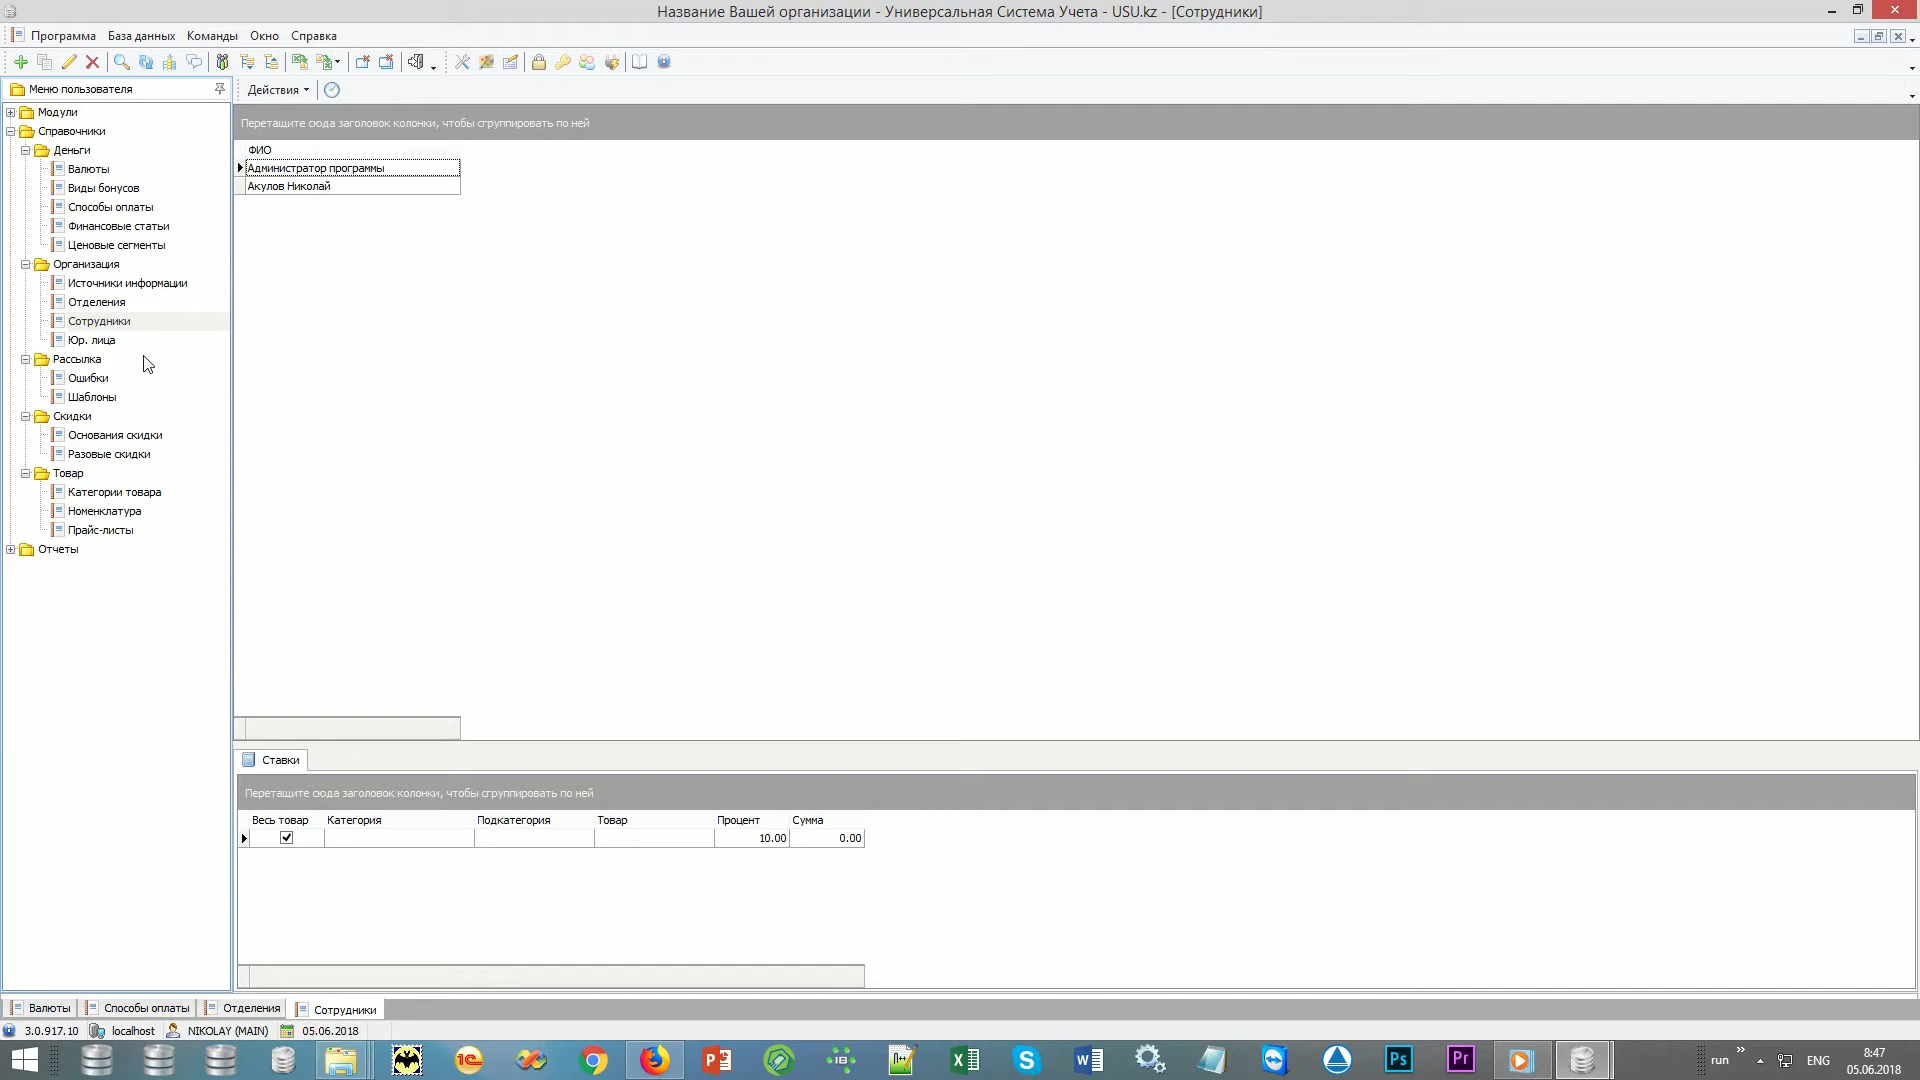 Название Вашей организации - Универсальная Система Учета - USU.kz - [Сотрудники]
Программа База данных Команды Окно Справка
Меню пользователя
Действия
Модули
Справочники
Деньги
Валюты
Виды бонусов
Способы оплаты
Финансовые статьи
Ценовые сегменты
Организация
Источники информации
Отделения
Сотрудники
Юр. лица
Рассылка
Ошибки
Шаблоны
Скидки
Основания скидки
Разовые скидки
Товар
Категории товара
Номенклатура
Прайс-листы
Отчеты
Перетащите сюда заголовок колонки, чтобы сгруппировать по ней
ФИО
Администратор программы
Акулов Николай
Ставки
Перетащите сюда заголовок колонки, чтобы сгруппировать по ней
Весь товар Категория Подкатегория Товар Процент Сумма
10.00 0.00
Валюты Способы оплаты Отделения Сотрудники
3.0.917.10 localhost NIKOLAY (MAIN) 05.06.2018
run ENG 8:47
05.06.2018